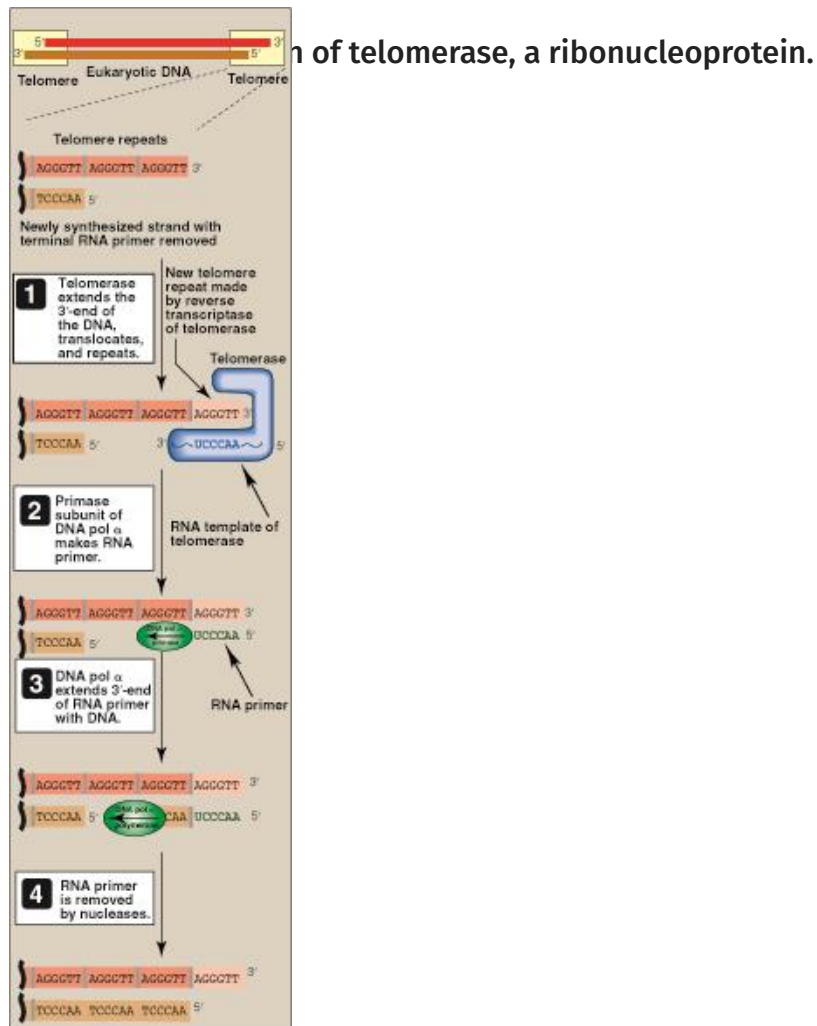 5' 3'
n of telomerase, a ribonucleoprotein.
3' 5'
Telomere Eukaryotic DNA Telomere
Telomere repeats
AGGGTT AGGGTT AGGGTT 3'
TCCCAA 5'
Newly synthesized strand with
terminal RNA primer removed
1 Telomerase
extends the
3'-end of
the DNA,
translocates,
and repeats.
New telomere
repeat made
by reverse
transcriptase
of telomerase
Telomerase
AGGGTT AGGGTT AGGGTT AGGGTT 3'
TCCCAA 5' 3' UCCCAA 5'
2 Primase
subunit of
DNA pol α
makes RNA
primer.
RNA template of
telomerase
AGGGTT AGGGTT AGGGTT AGGGTT 3'
DNA pol α
primase
TCCCAA 5' UCCCAA 5'
3 DNA pol α
extends 3'-end
of RNA primer
with DNA.
RNA primer
AGGGTT AGGGTT AGGGTT AGGGTT 3'
DNA pol α
polymerase
TCCCAA 5' CAA UCCCAA 5'
4 RNA primer
is removed
by nucleases.
AGGGTT AGGGTT AGGGTT AGGGTT 3'
TCCCAA TCCCAA TCCCAA 5'